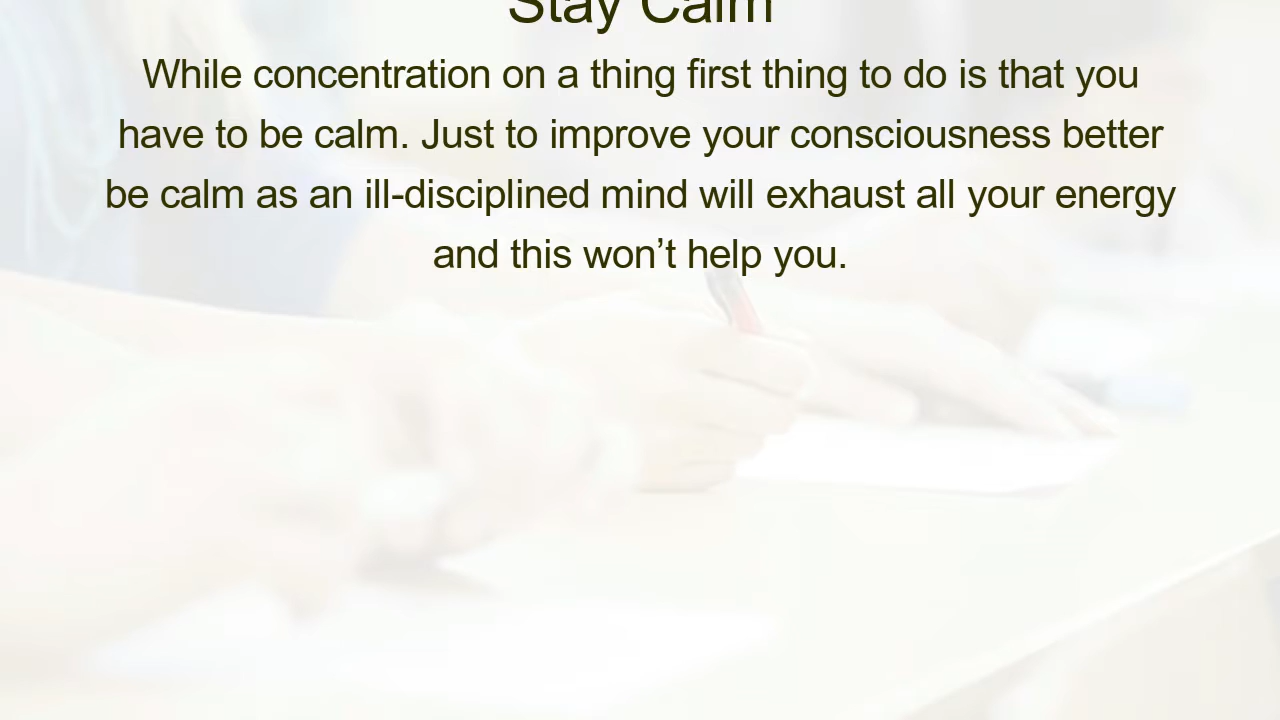 Stay Calm
While concentration on a thing first thing to do is that you
have to be calm. Just to improve your consciousness better
be calm as an ill-disciplined mind will exhaust all your energy
and this won’t help you.